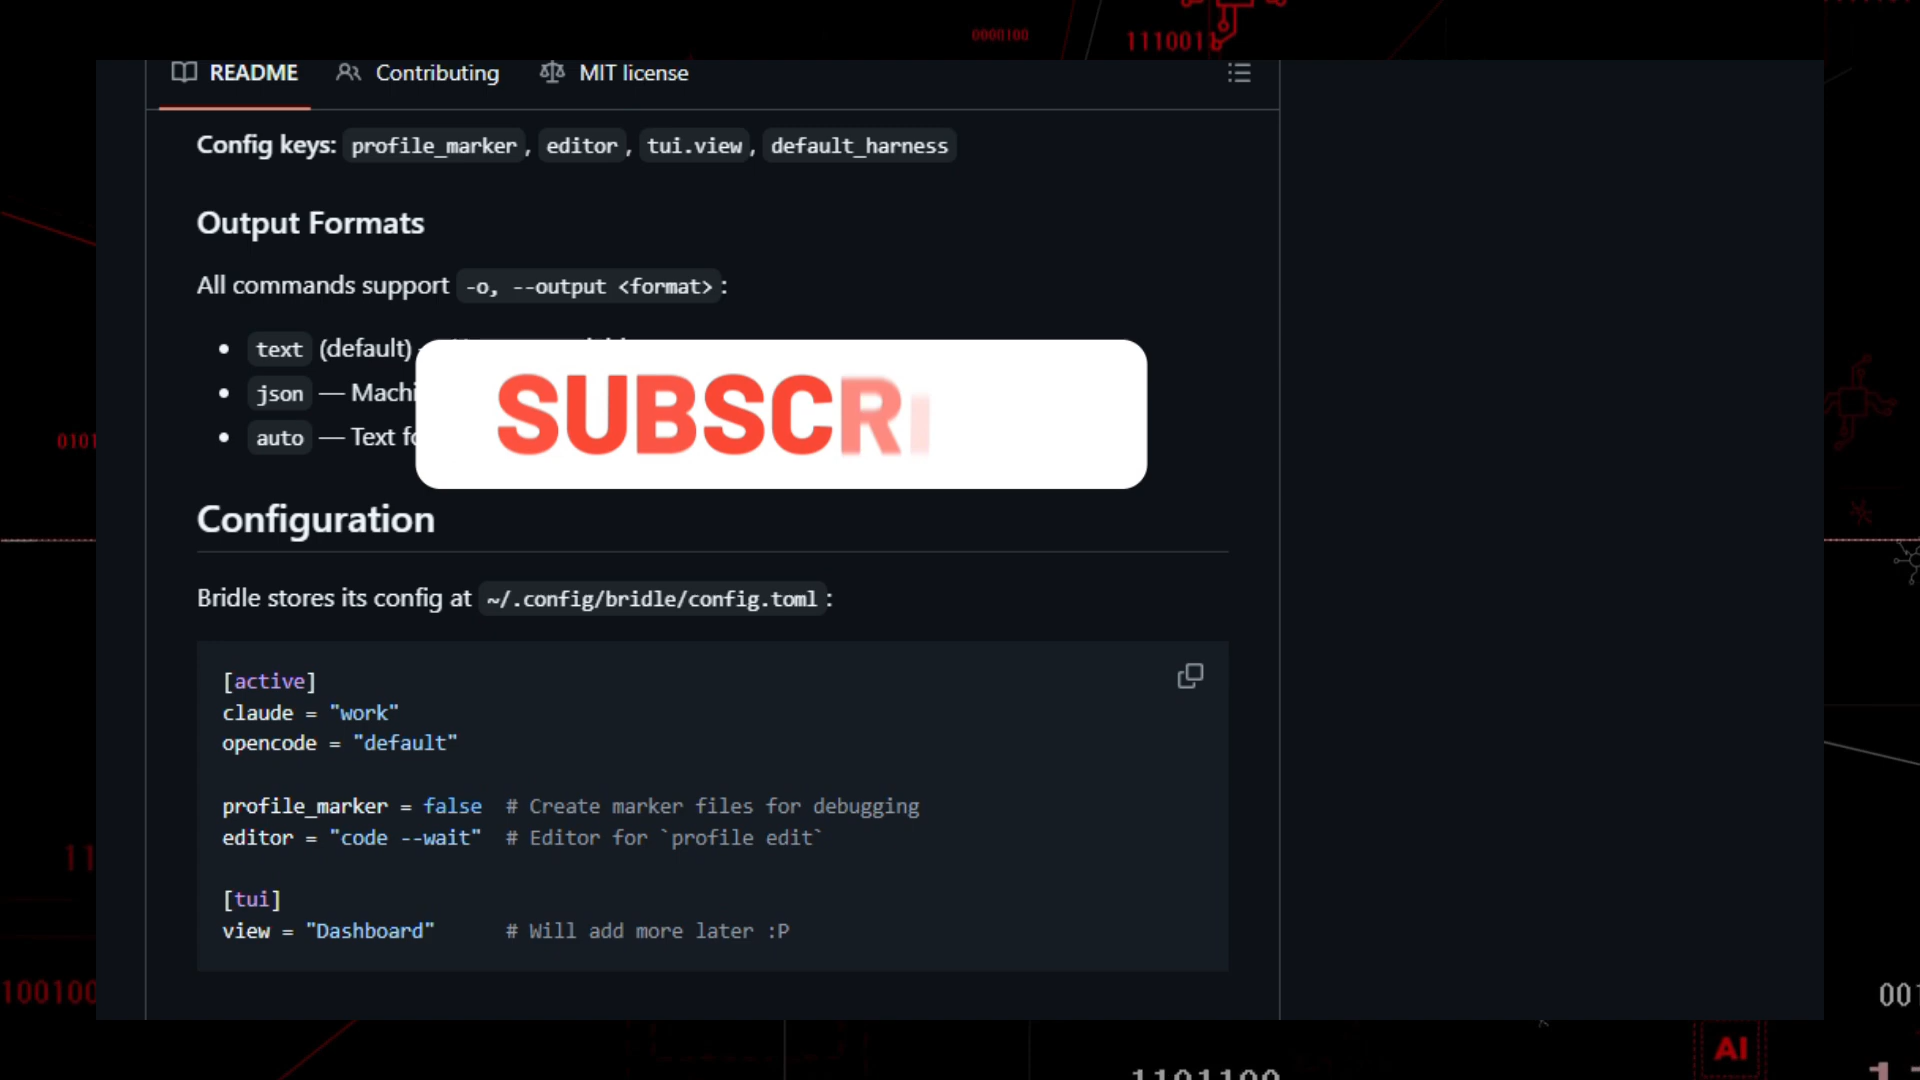 0000100
1110011
README Contributing MIT license
Config keys: profile_marker, editor, tui.view, default_harness
Output Formats
All commands support -o, --output <format>:
text (default)
json — Machi
auto — Text fo
SUBSCRI
0101
Configuration
Bridle stores its config at ~/.config/bridle/config.toml:
[active]
claude = "work"
opencode = "default"
profile_marker = false # Create marker files for debugging
editor = "code --wait" # Editor for `profile edit`
11
[tui]
view = "Dashboard" # Will add more later :P
100100
001
AI
1101100